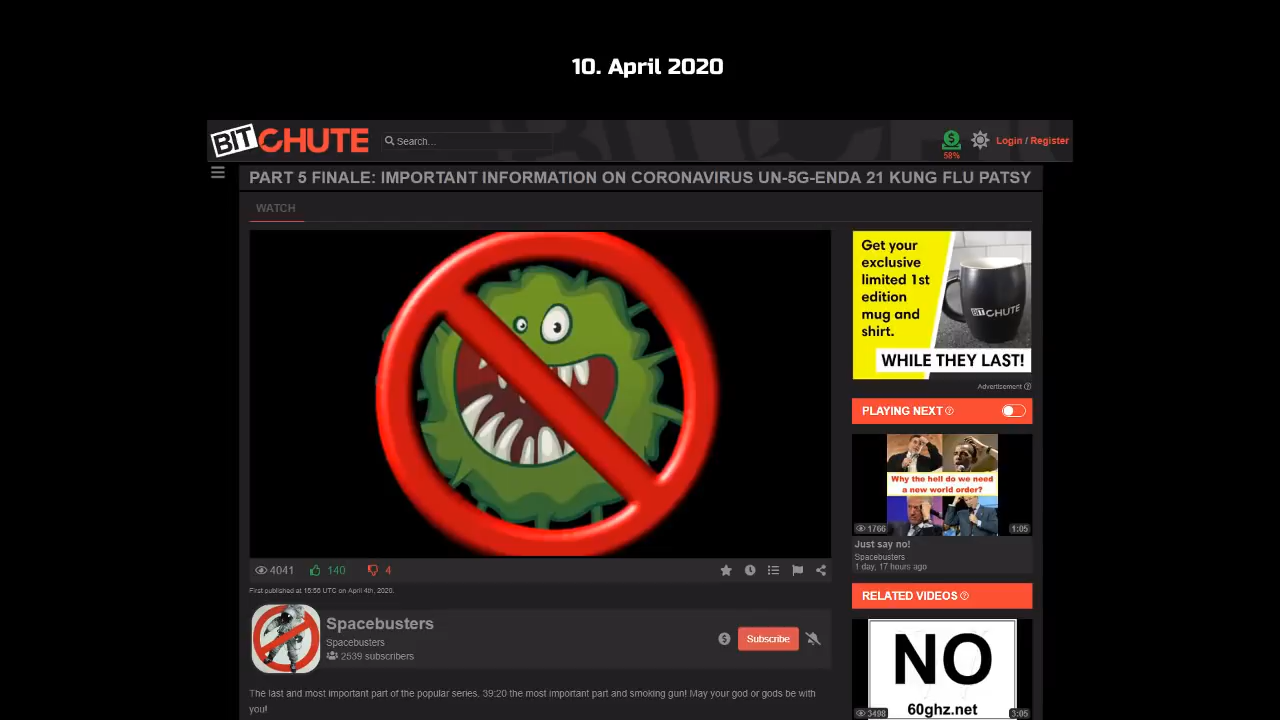 10. April 2020
BITCHUTE
Search...
58%
Login / Register
PART 5 FINALE: IMPORTANT INFORMATION ON CORONAVIRUS UN-5G-ENDA 21 KUNG FLU PATSY
WATCH
Get your
exclusive
limited 1st
edition
mug and
shirt.
BITCHUTE
WHILE THEY LAST!
Advertisement
PLAYING NEXT
Why the hell do we need
a new world order?
1766
1:05
Just say no!
Spacebusters
1 day, 17 hours ago
4041
140
4
First published at 16:56 UTC on April 4th, 2020.
RELATED VIDEOS
Spacebusters
Spacebusters
2539 subscribers
Subscribe
NO
60ghz.net
3498
3:05
The last and most important part of the popular series. 39:20 the most important part and smoking gun! May your god or gods be with
you!